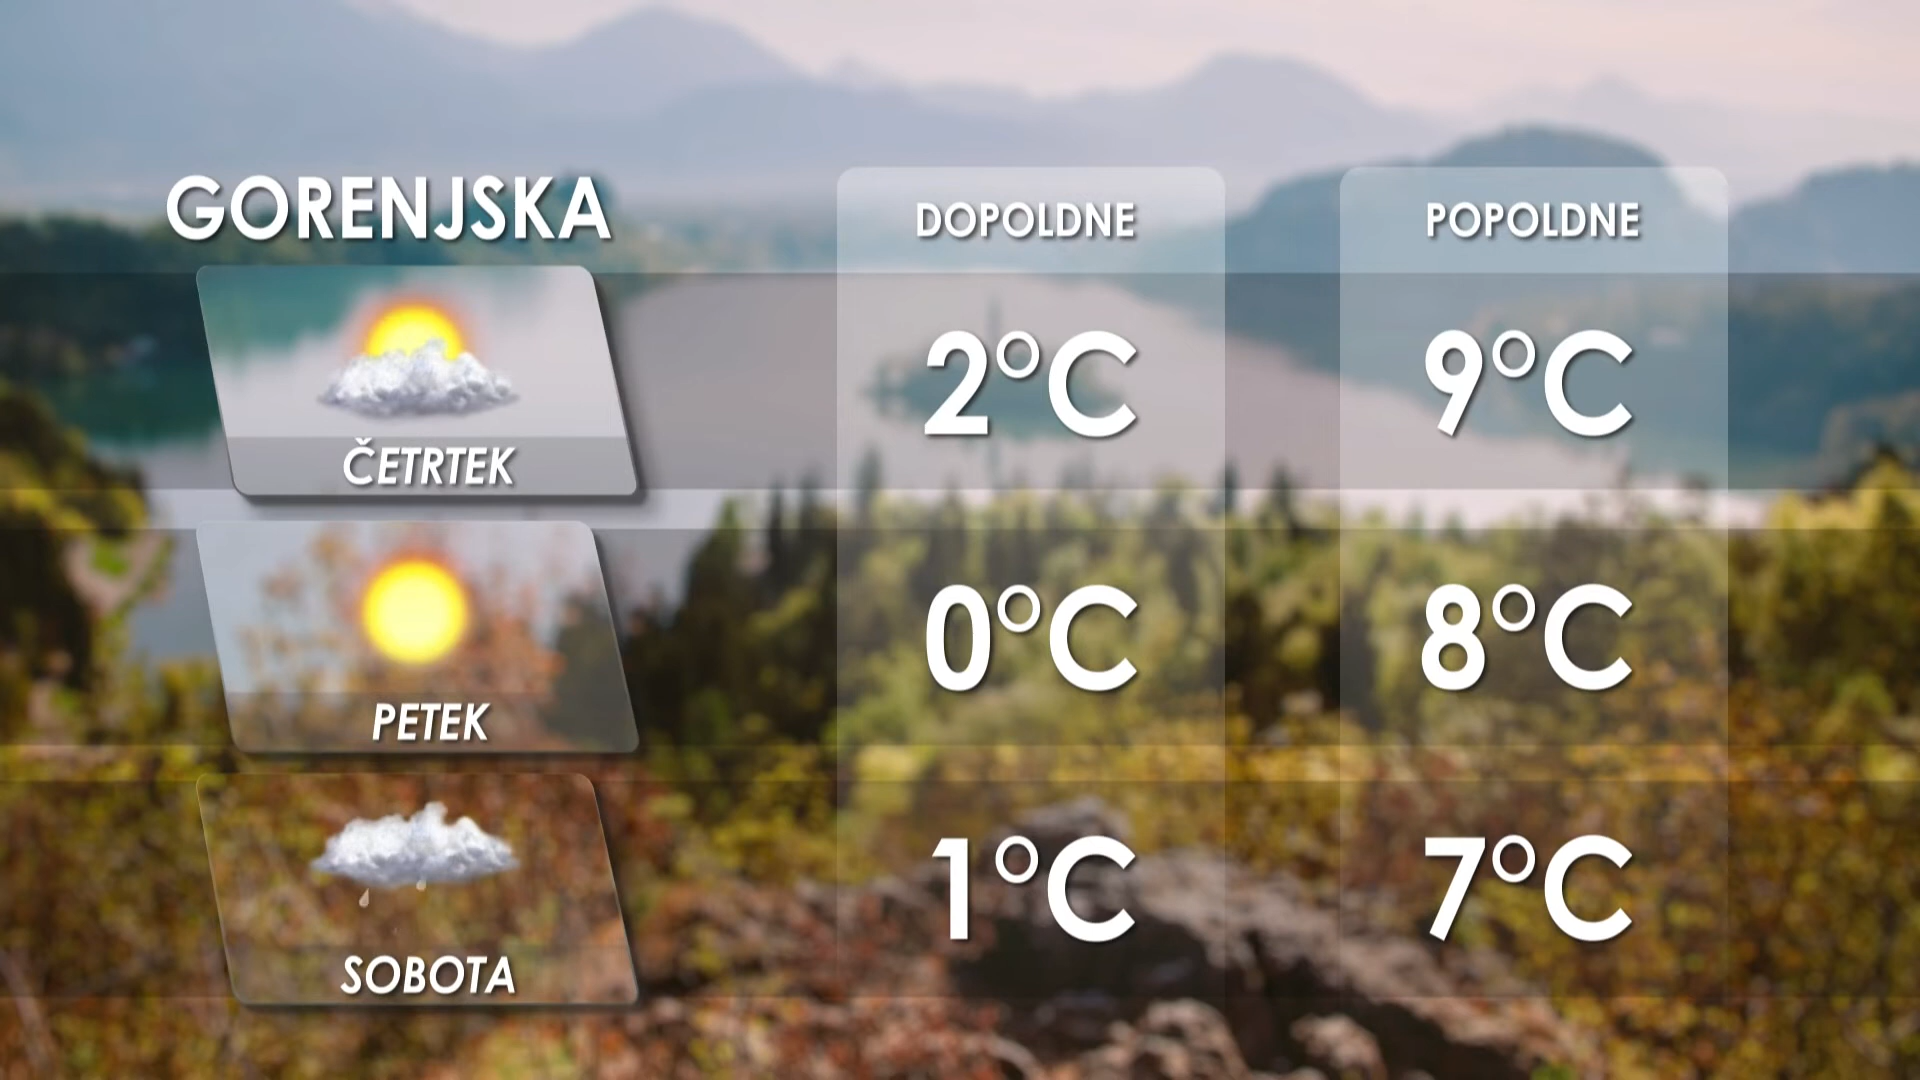 GORENJSKA DOPOLDNE POPOLDNE
2°C 9°C
ČETRTEK
0°C 8°C
PETEK
1°C 7°C
SOBOTA